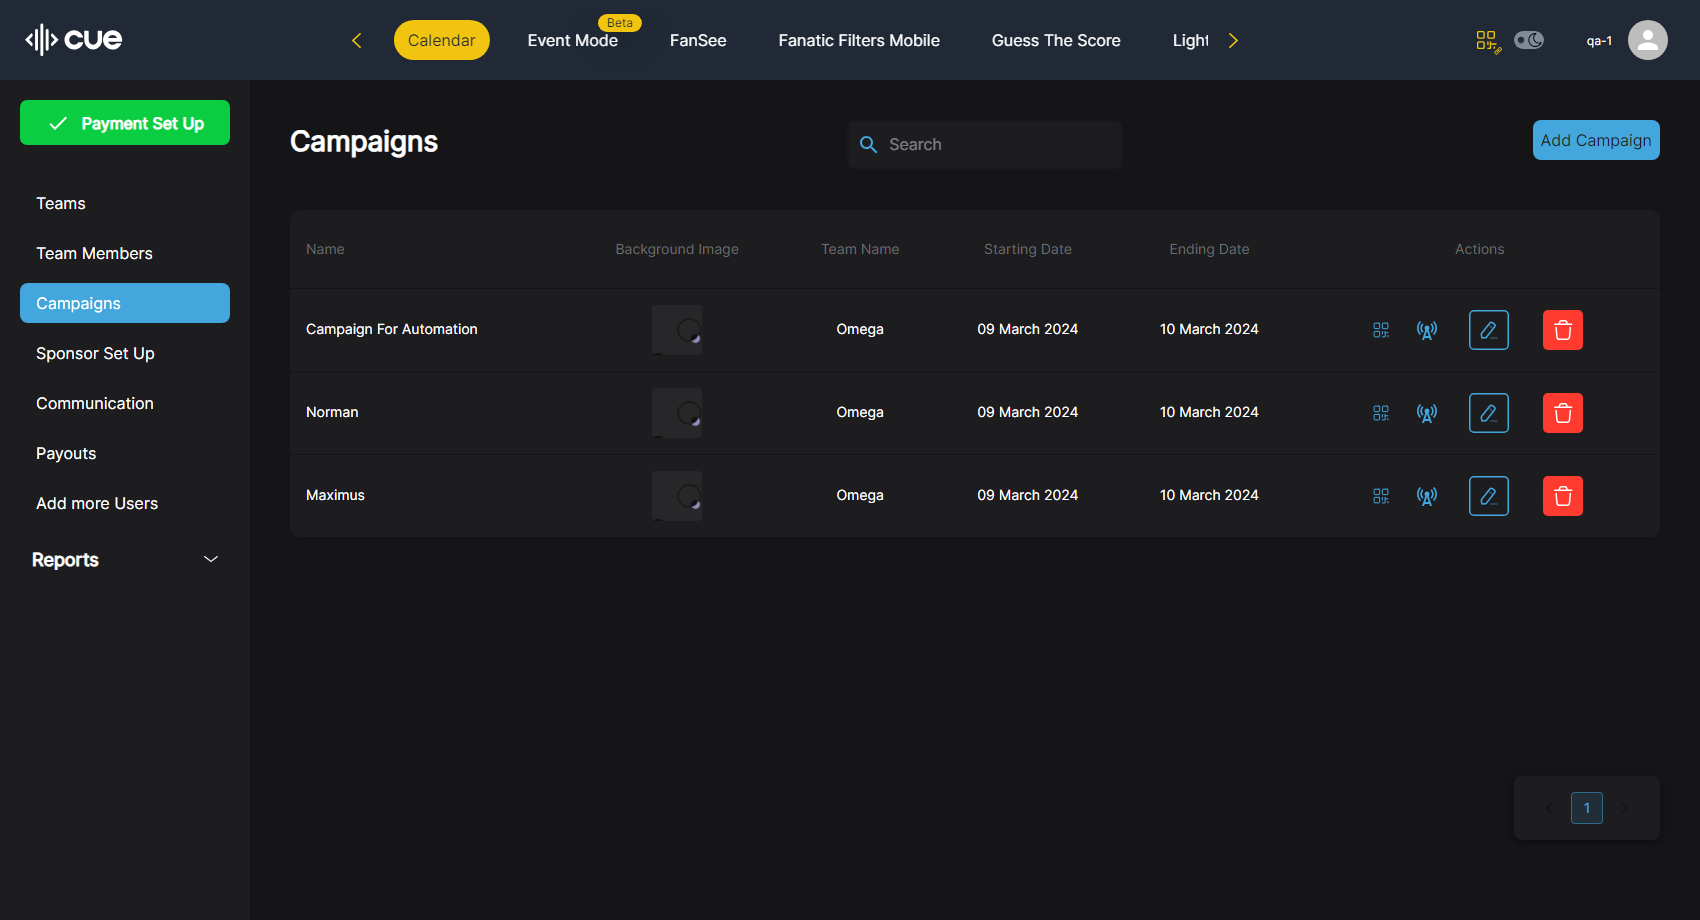 cue
Calendar
Event Mode
Beta
FanSee
Fanatic Filters Mobile
Guess The Score
Light
qa-1
Payment Set Up
Teams
Team Members
Campaigns
Sponsor Set Up
Communication
Payouts
Add more Users
Reports
Campaigns
Search
Add Campaign
Name Background Image Team Name Starting Date Ending Date Actions
Campaign For Automation Omega 09 March 2024 10 March 2024
Norman Omega 09 March 2024 10 March 2024
Maximus Omega 09 March 2024 10 March 2024
1